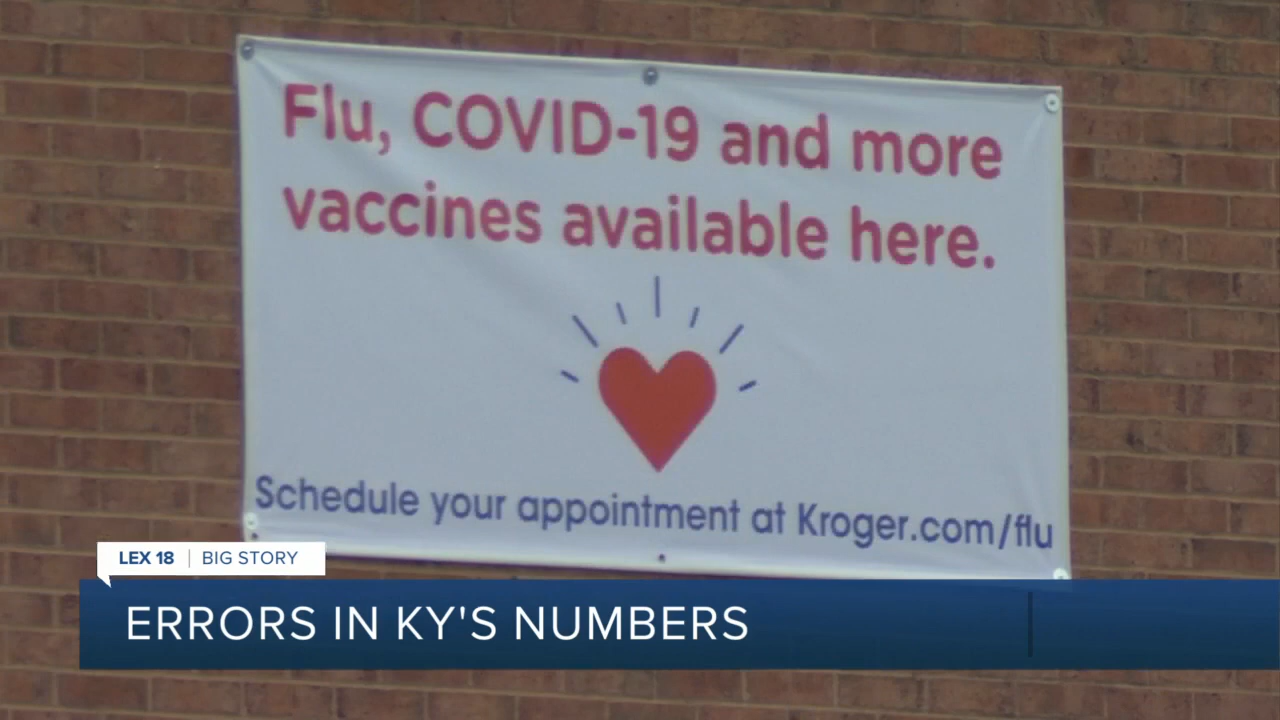 Flu, COVID-19 and more
vaccines available here.
Schedule your appointment at Kroger.com/flu
LEX 18 | BIG STORY
ERRORS IN KY'S NUMBERS